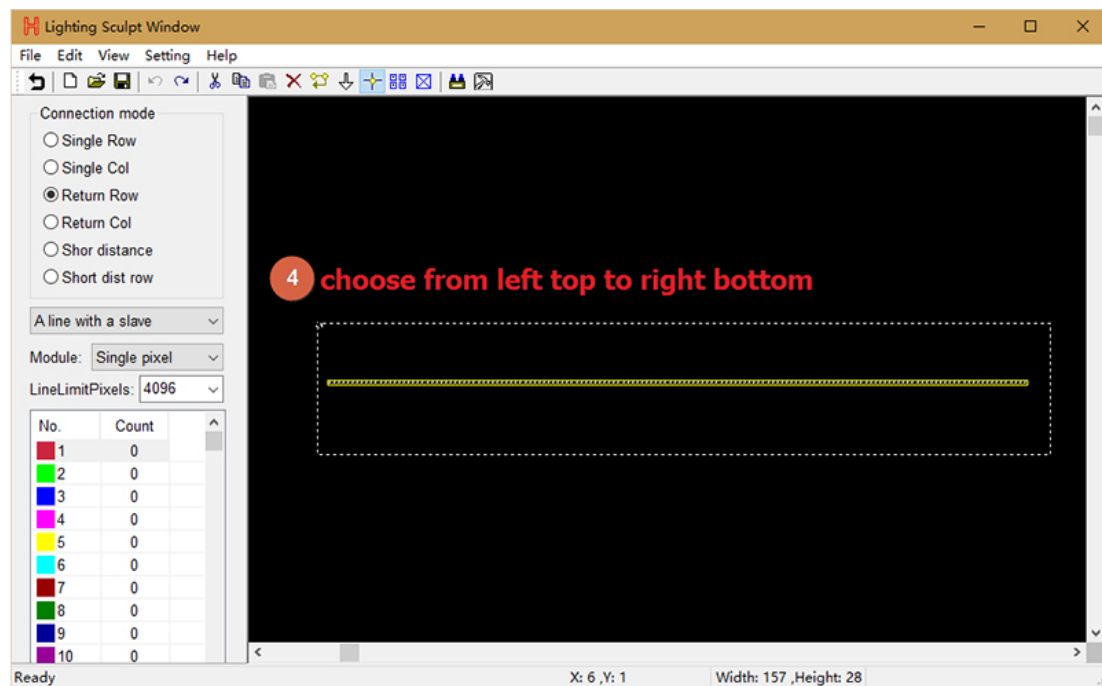 Lighting Sculpt Window
File Edit View Setting Help
Connection mode
Single Row
Single Col
Return Row
Return Col
Shor distance
Short dist row
A line with a slave
Module: Single pixel
LineLimitPixels: 4096
No. Count
1 0
2 0
3 0
4 0
5 0
6 0
7 0
8 0
9 0
10 0
4 choose from left top to right bottom
Ready X: 6 ,Y: 1 Width: 157 ,Height: 28